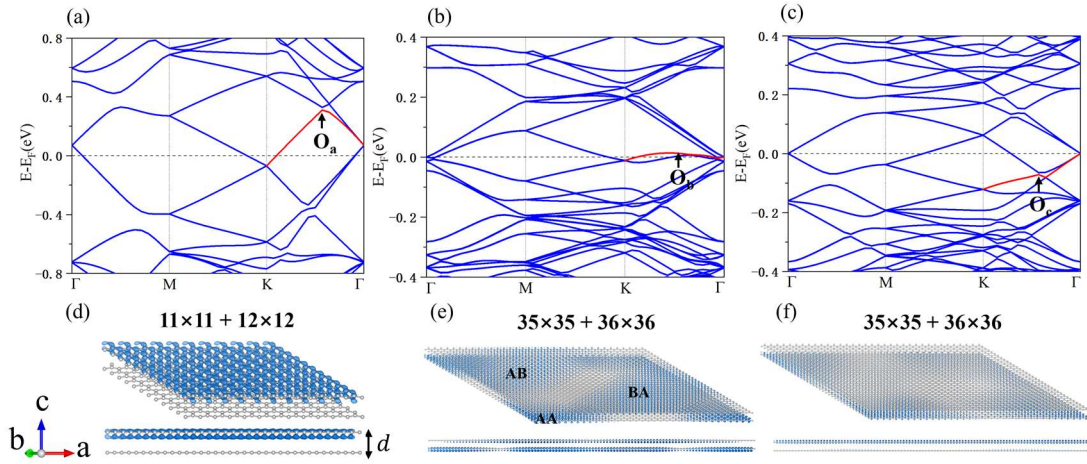 (a) (b) (c)
0.8 0.4 0.0 −0.4 −0.8
E-E_F(eV)
O_a
Γ M K Γ
0.4 0.2 0.0 −0.2 −0.4
E-E_F(eV)
O_b
Γ M K Γ
0.4 0.2 0.0 −0.2 −0.4
E-E_F(eV)
O_c
Γ M K Γ
(d) (e) (f)
11×11 + 12×12
35×35 + 36×36
35×35 + 36×36
AB
BA
AA
c
b a
d